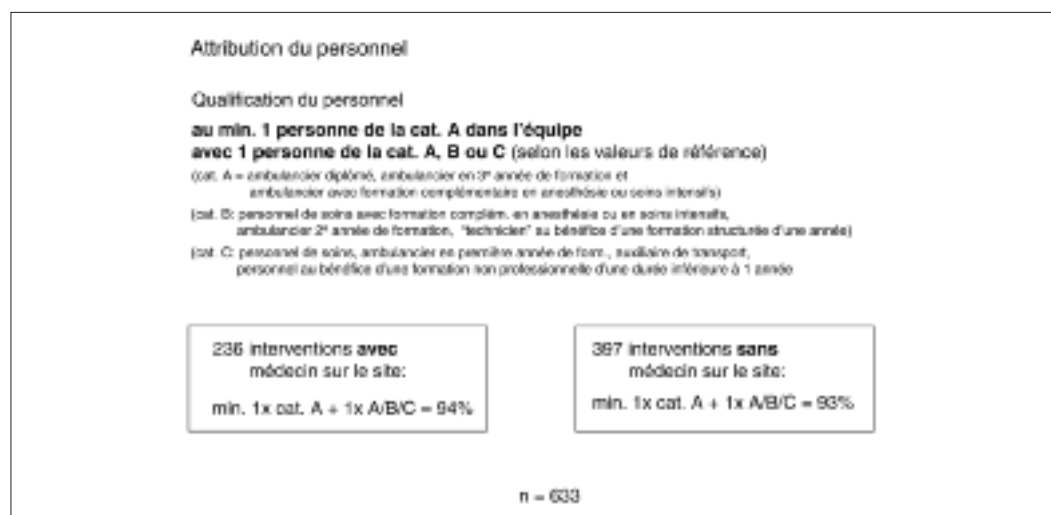 Attribution du personnel
Qualification du personnel
au min. 1 personne de la cat. A dans l'équipe
avec 1 personne de la cat. A, B ou C (selon les valeurs de référence)
(cat. A = ambulancier diplômé, ambulancier en 3e année de formation et
ambulancier avec formation complémentaire en anesthésie ou soins intensifs)
(cat. B: personnel de soins avec formation complém. en anesthésie ou en soins intensifs,
ambulancier 2e année de formation, "technicien" au bénéfice d'une formation structurée d'une année)
(cat. C: personnel de soins, ambulancier en première année de form., auxiliaire de transport,
personnel au bénéfice d'une formation non professionnelle d'une durée inférieure à 1 année
236 interventions avec
médecin sur le site:
min. 1x cat. A + 1x A/B/C = 94%
397 interventions sans
médecin sur le site:
min. 1x cat. A + 1x A/B/C = 93%
n = 633